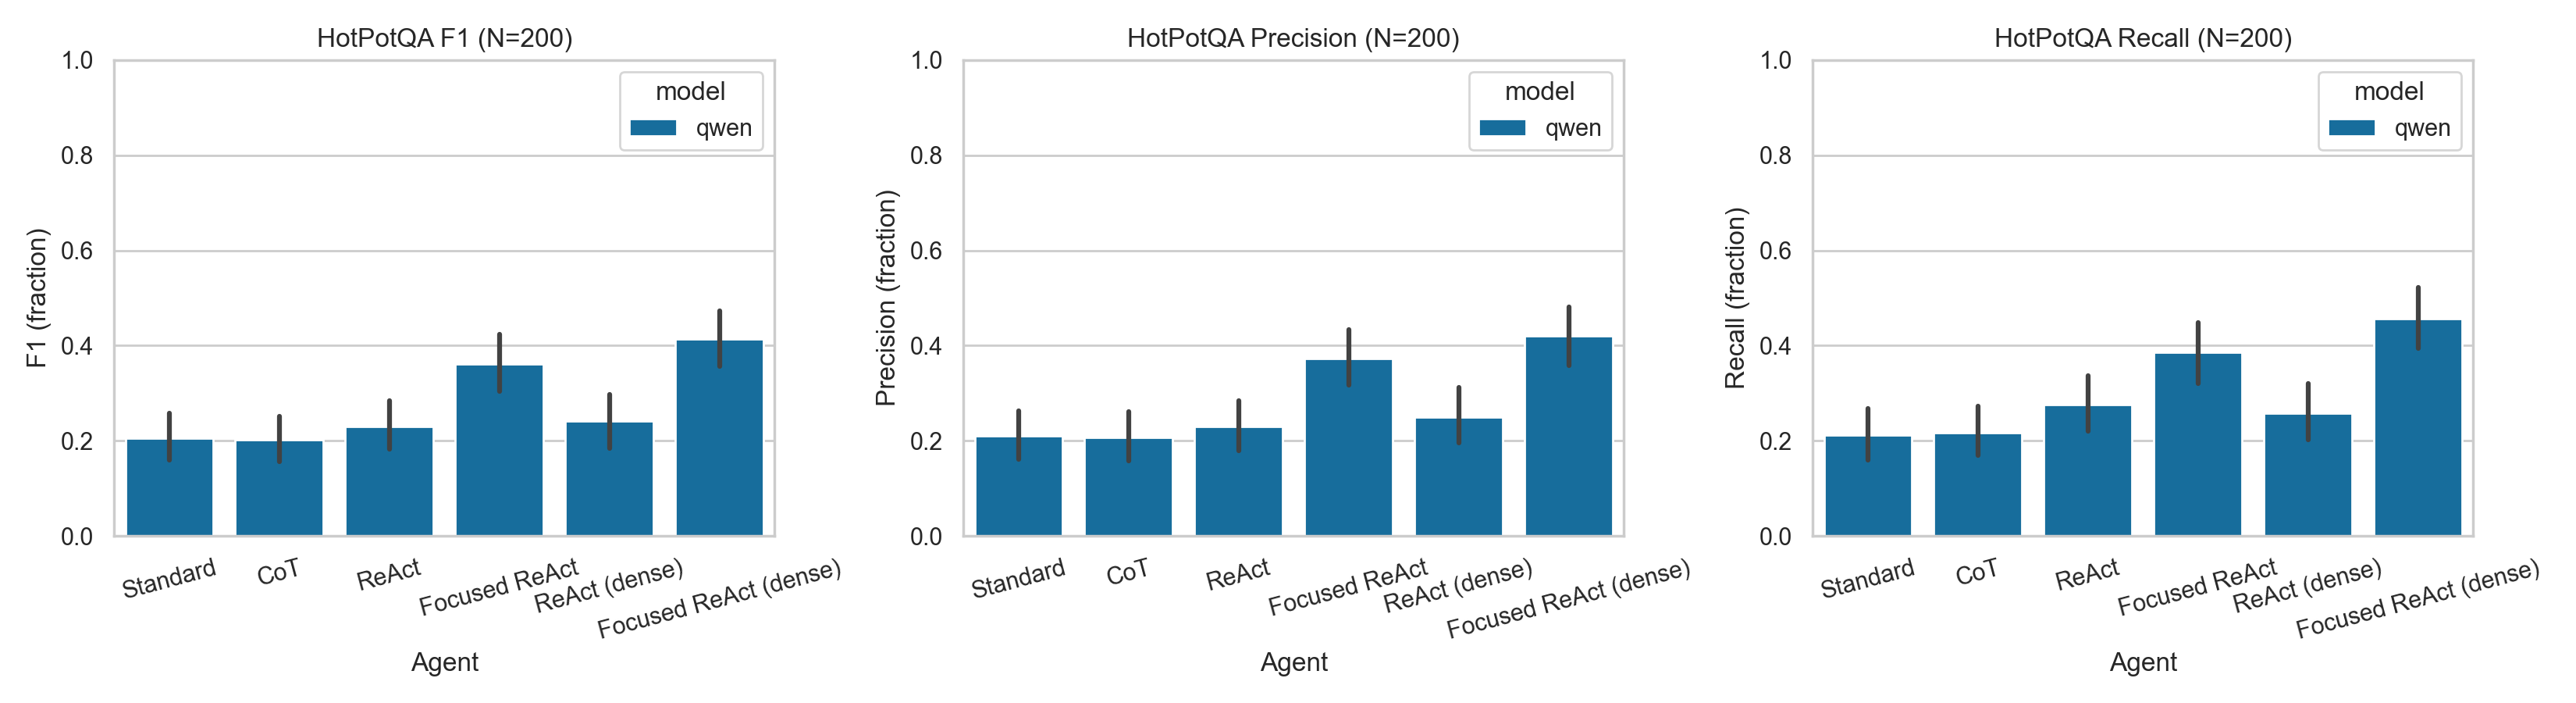 HotPotQA F1 (N=200)
F1 (fraction)
1.0
0.8
0.6
0.4
0.2
0.0
model
qwen
Standard
CoT
ReAct
Focused ReAct
ReAct (dense)
Focused ReAct (dense)
Agent
HotPotQA Precision (N=200)
Precision (fraction)
1.0
0.8
0.6
0.4
0.2
0.0
model
qwen
Standard
CoT
ReAct
Focused ReAct
ReAct (dense)
Focused ReAct (dense)
Agent
HotPotQA Recall (N=200)
Recall (fraction)
1.0
0.8
0.6
0.4
0.2
0.0
model
qwen
Standard
CoT
ReAct
Focused ReAct
ReAct (dense)
Focused ReAct (dense)
Agent